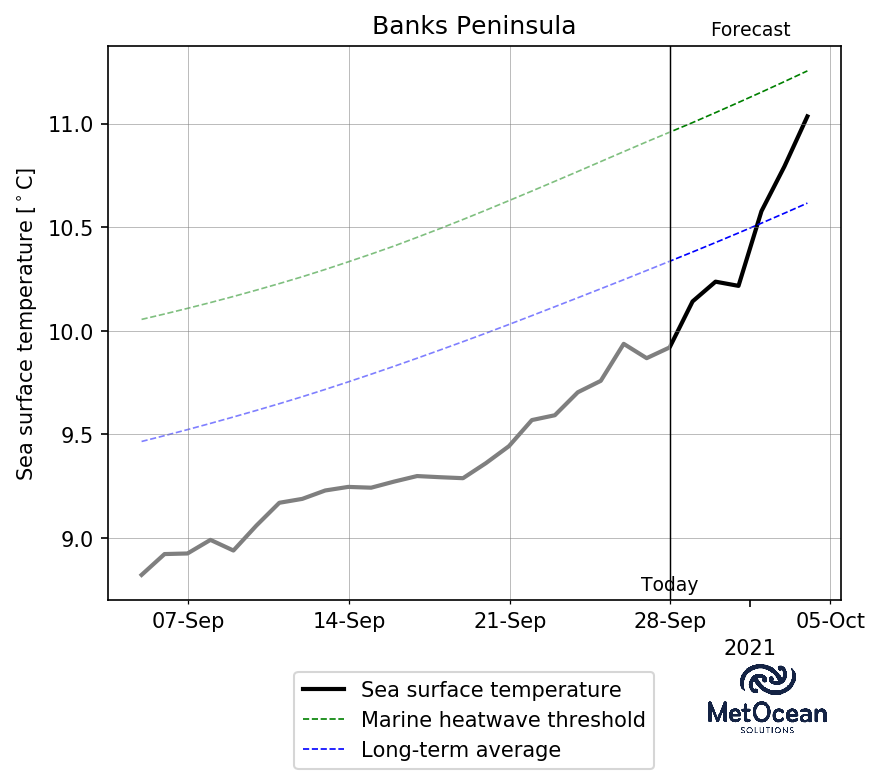 Banks Peninsula
Forecast
Sea surface temperature [°C]
11.0
10.5
10.0
9.5
9.0
Today
07-Sep 14-Sep 21-Sep 28-Sep 05-Oct
2021
Sea surface temperature
Marine heatwave threshold
Long-term average
MetOcean
SOLUTIONS